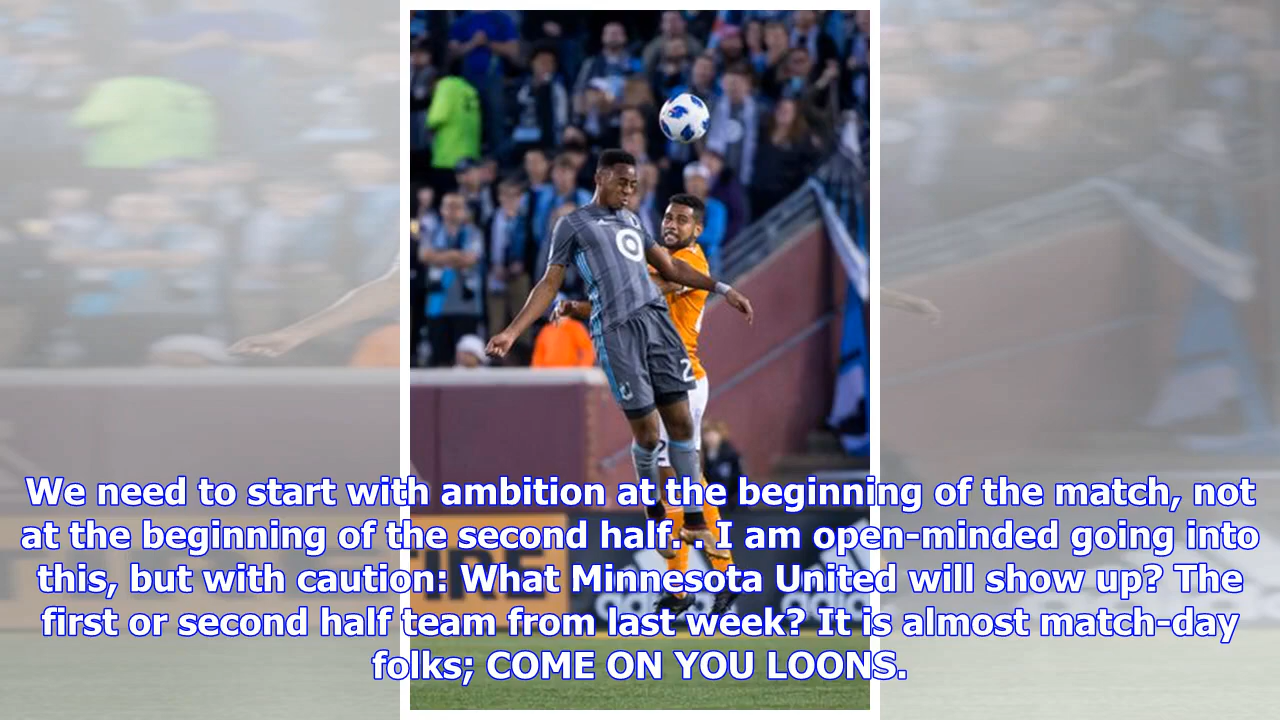 We need to start with ambition at the beginning of the match, not
at the beginning of the second half. . I am open-minded going into
this, but with caution: What Minnesota United will show up? The
first or second half team from last week? It is almost match-day
folks; COME ON YOU LOONS.
2
adidas